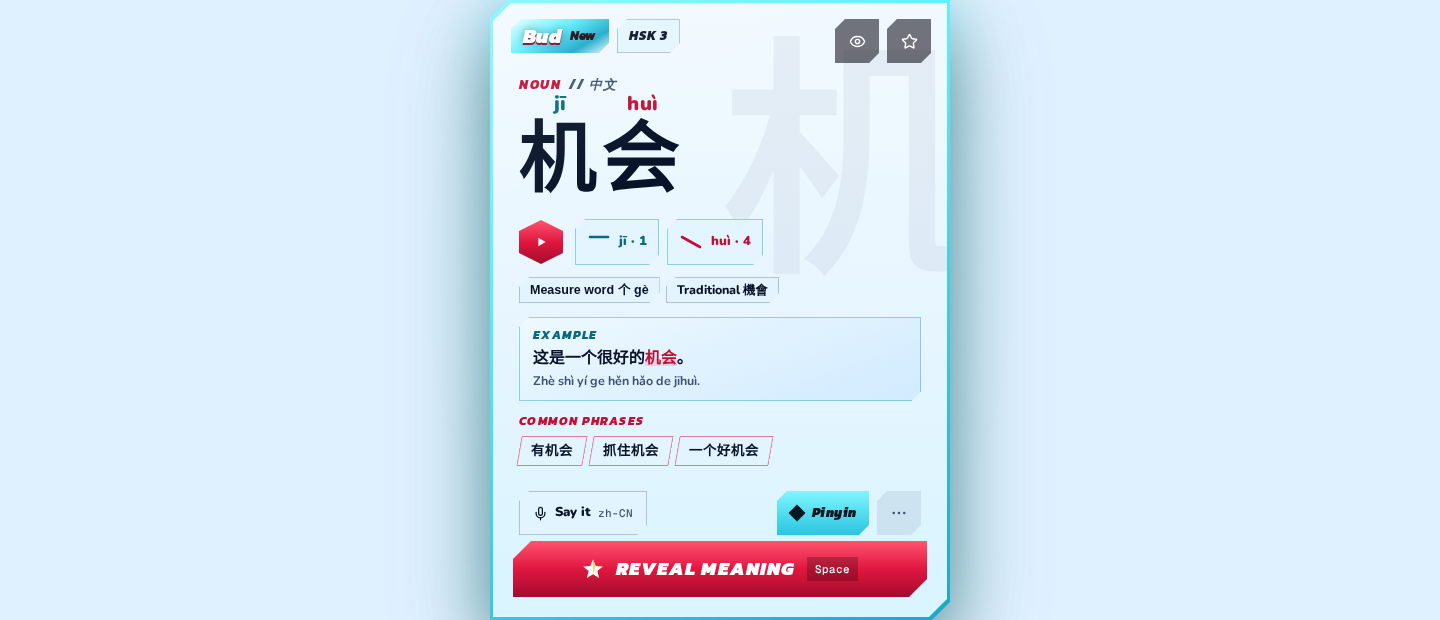 Bud New HSK 3
NOUN // 中文
jī huì
机会
机
jī · 1 huì · 4
Measure word 个 gè Traditional 機會
EXAMPLE
这是一个很好的机会。
Zhè shì yí ge hěn hǎo de jīhuì.
COMMON PHRASES
有机会 抓住机会 一个好机会
Say it zh-CN Pinyin ...
REVEAL MEANING Space